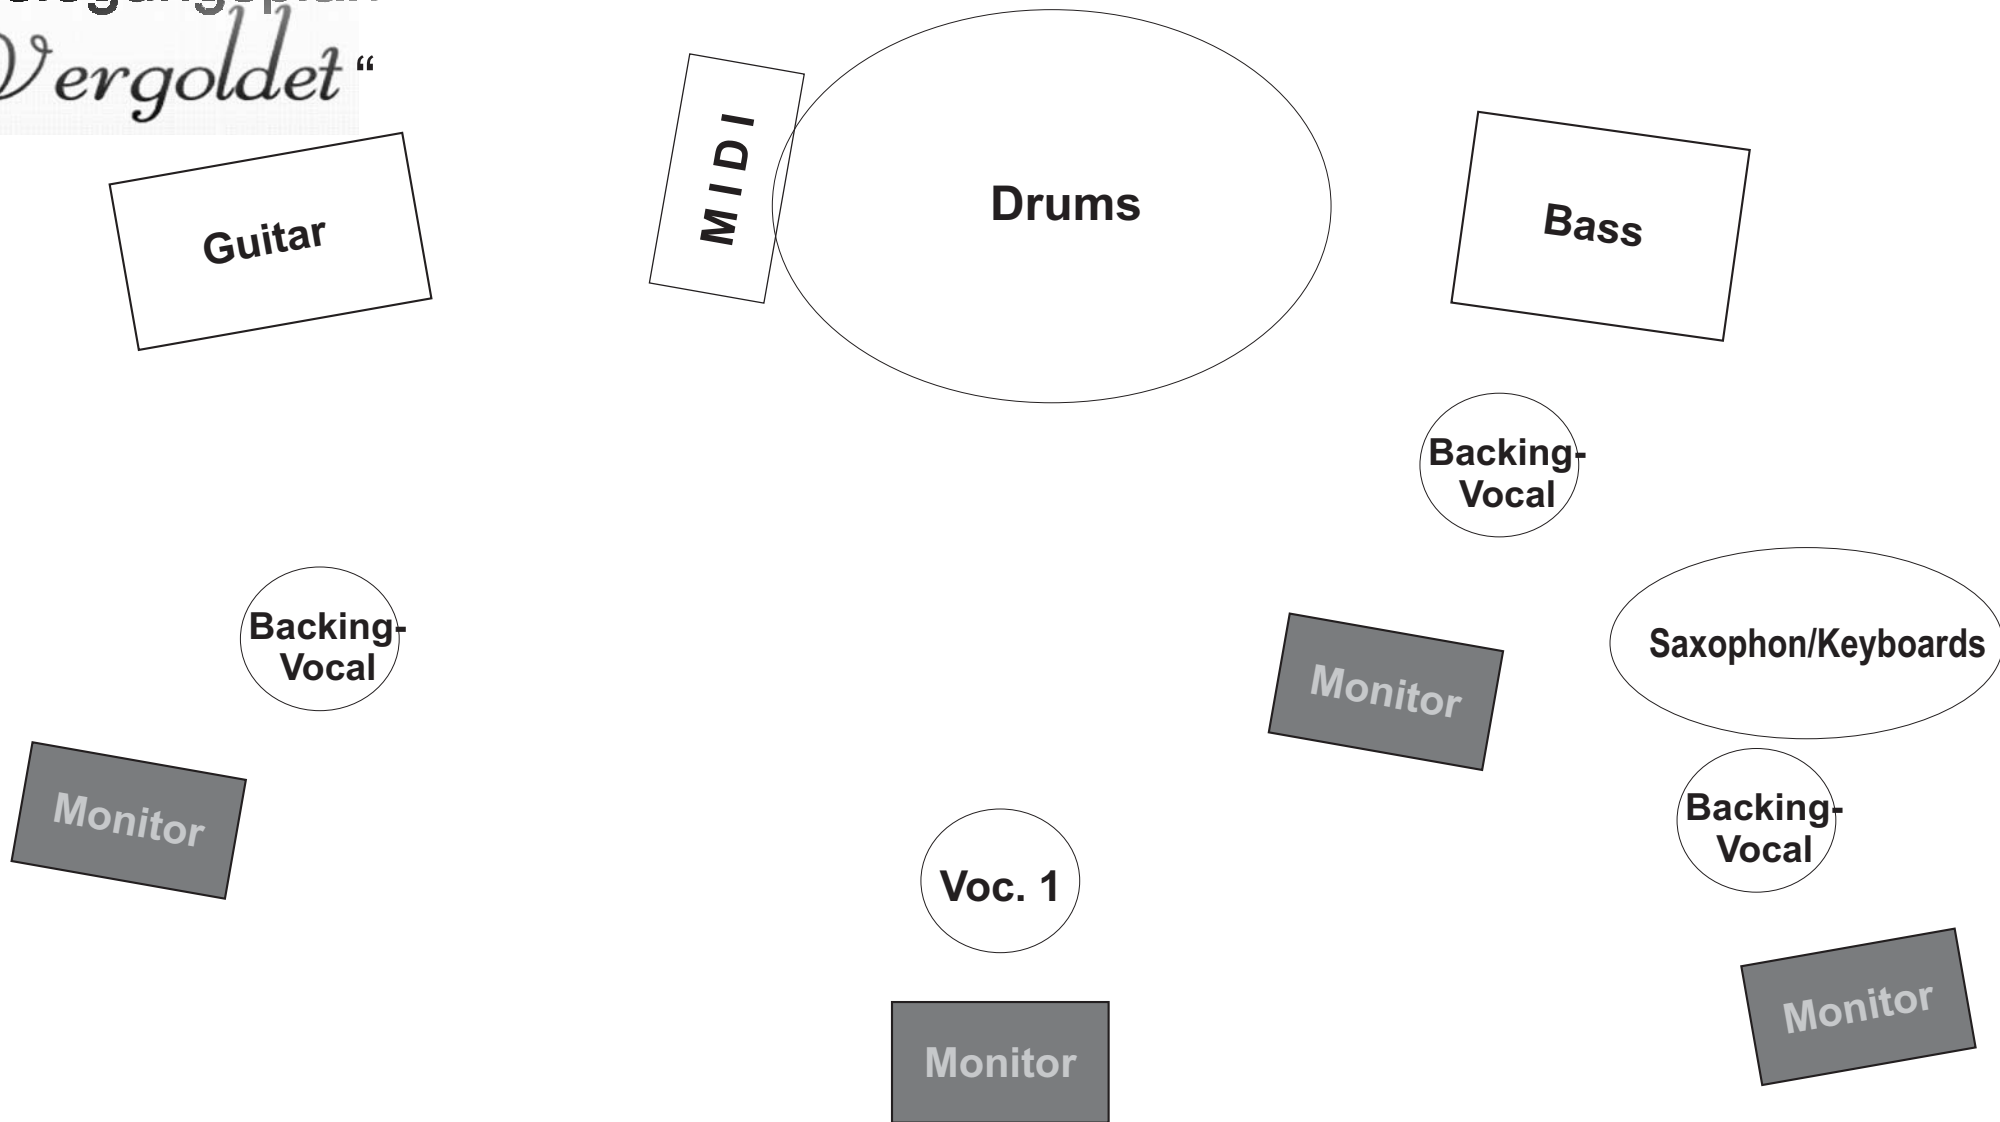 Vergoldet “
MIDI
Drums
Guitar
Bass
Backing-
Vocal
Backing-
Vocal
Saxophon/Keyboards
Monitor
Monitor
Backing-
Vocal
Voc. 1
Monitor
Monitor